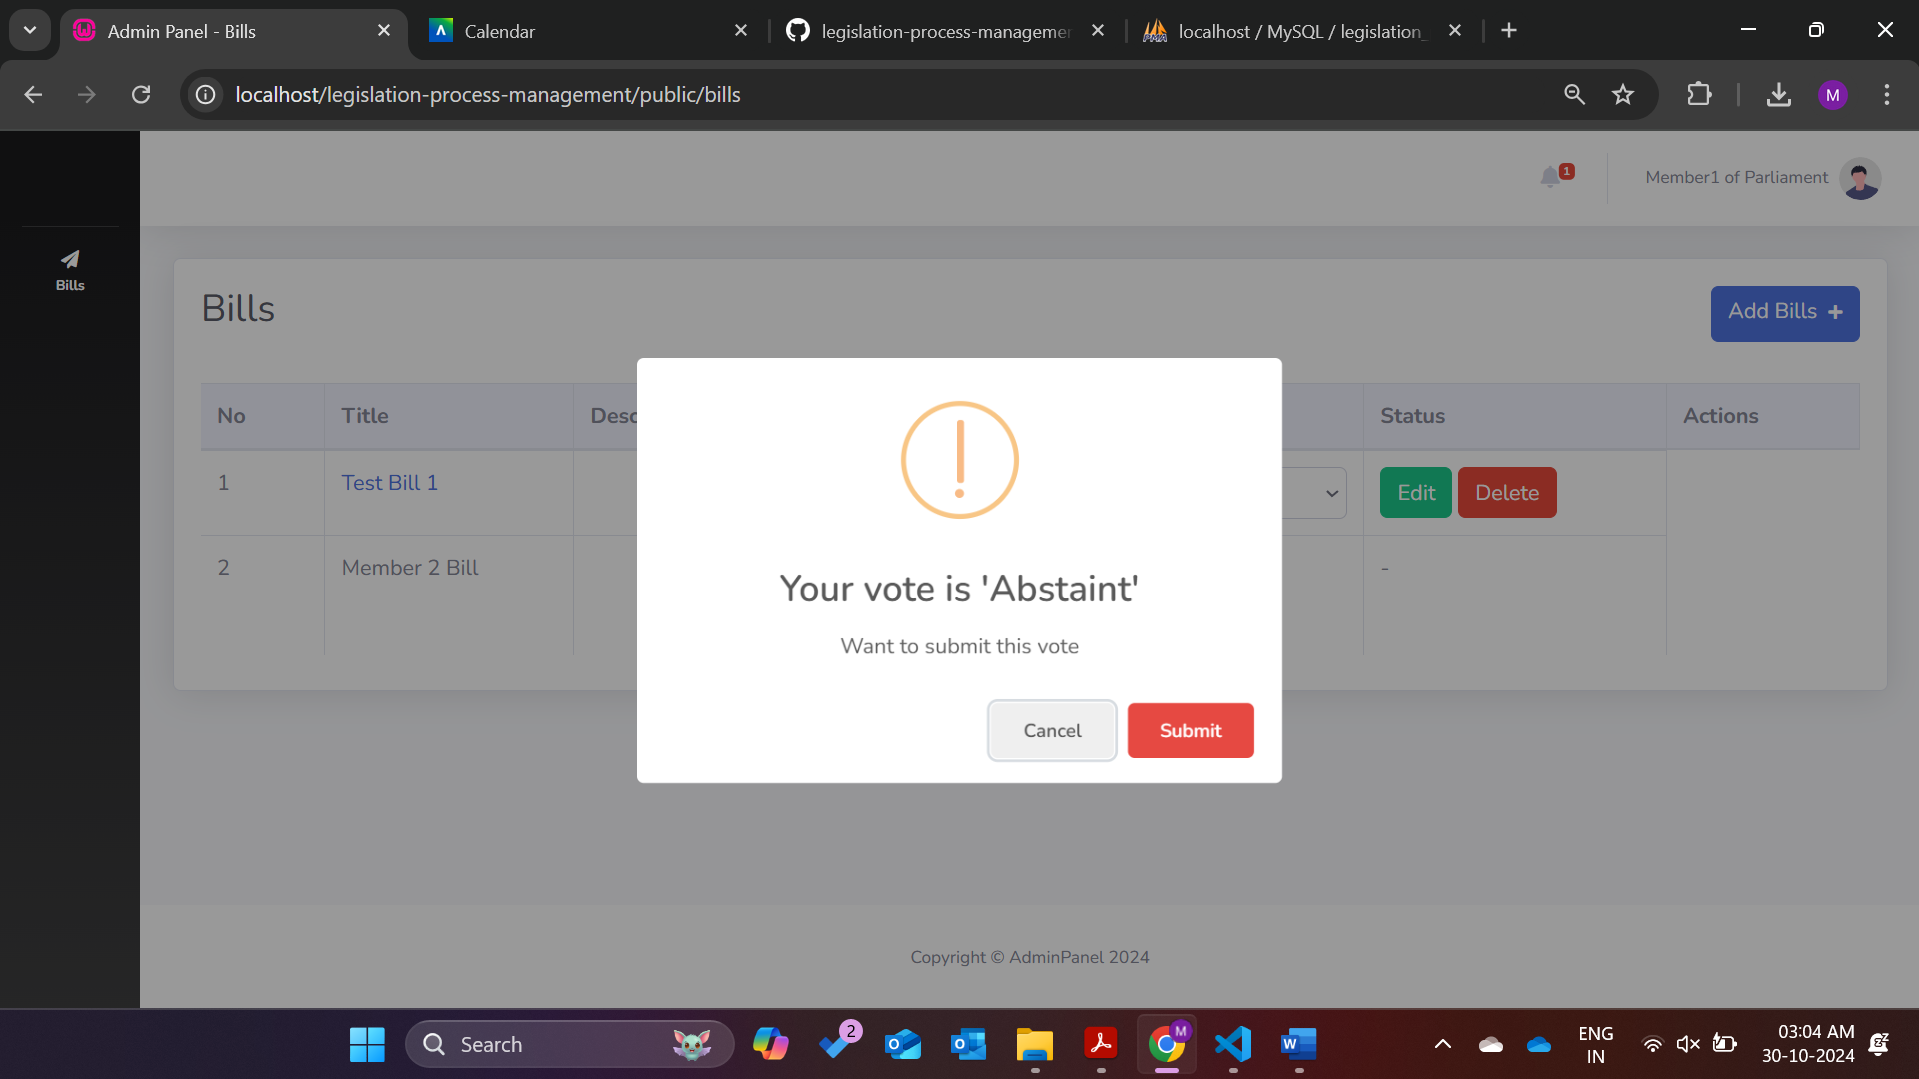 Admin Panel - Bills
Calendar
legislation-process-managemen
localhost / MySQL / legislation_
localhost/legislation-process-management/public/bills
M
1
Member1 of Parliament
Bills
Bills
Add Bills +
No Title Desc Status Actions
1 Test Bill 1 Edit Delete
2 Member 2 Bill -
Your vote is 'Abstaint'
Want to submit this vote
Cancel Submit
Copyright © AdminPanel 2024
Search
2
M
ENG
IN
03:04 AM
30-10-2024